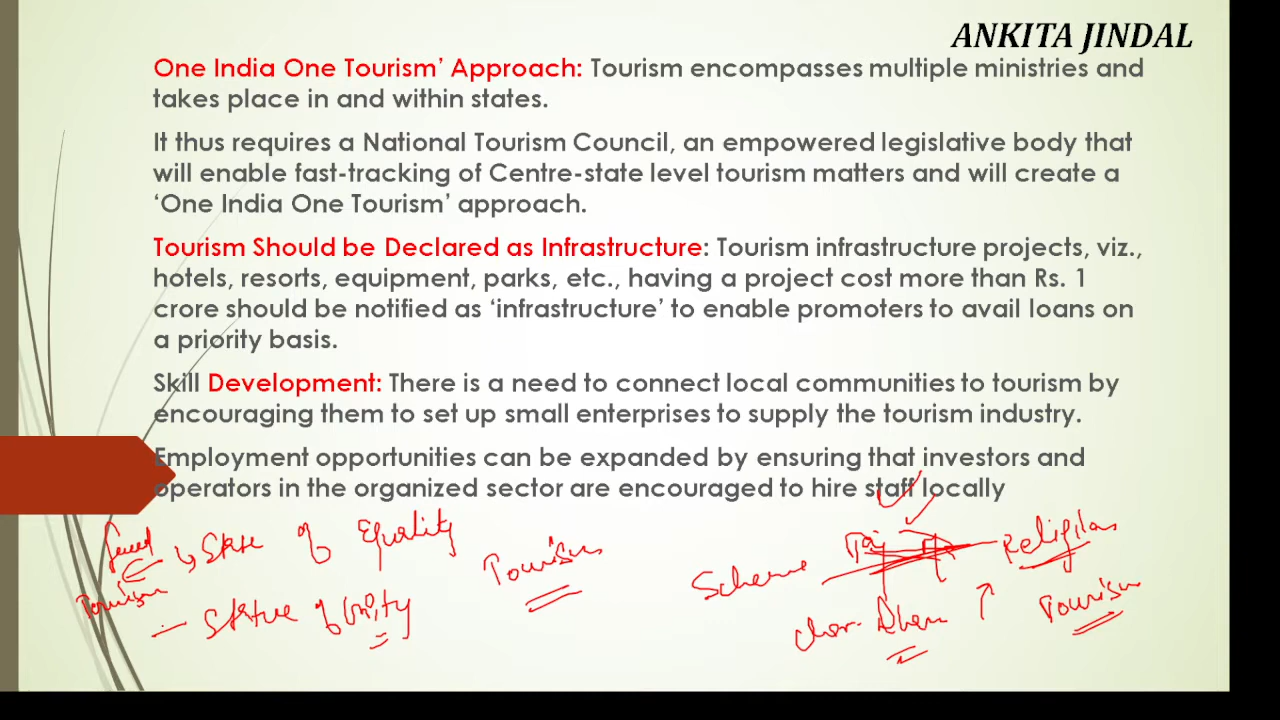 ANKITA JINDAL
One India One Tourism’ Approach: Tourism encompasses multiple ministries and
takes place in and within states.
It thus requires a National Tourism Council, an empowered legislative body that
will enable fast-tracking of Centre-state level tourism matters and will create a
‘One India One Tourism’ approach.
Tourism Should be Declared as Infrastructure: Tourism infrastructure projects, viz.,
hotels, resorts, equipment, parks, etc., having a project cost more than Rs. 1
crore should be notified as ‘infrastructure’ to enable promoters to avail loans on
a priority basis.
Skill Development: There is a need to connect local communities to tourism by
encouraging them to set up small enterprises to supply the tourism industry.
Employment opportunities can be expanded by ensuring that investors and
operators in the organized sector are encouraged to hire staff locally
of Equality
Tourism
Tourism
Statue of Unity
Scheme
Religion
Char-Dham
Tourism